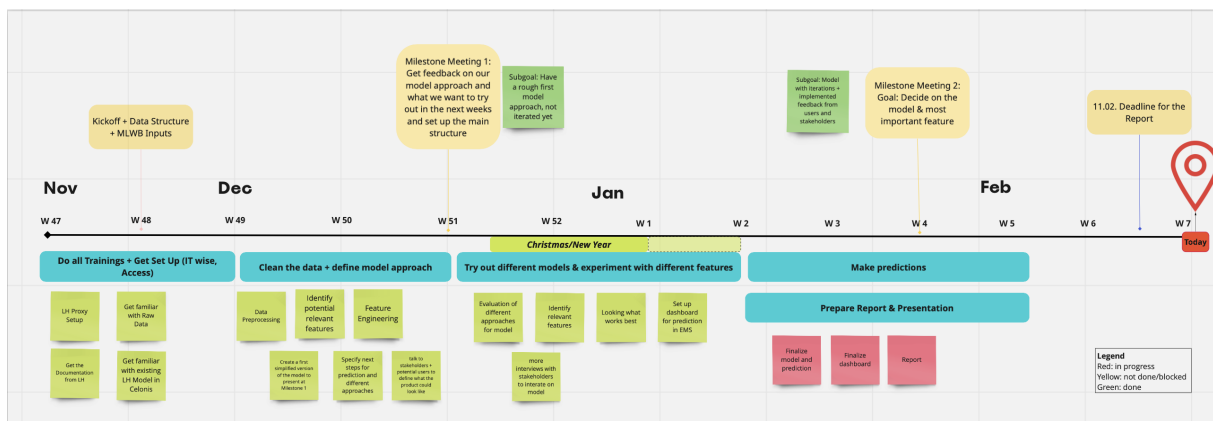 Milestone Meeting 1:
Get feedback on our
model approach and
what we want to try
out in the next weeks
and set up the main
structure
Subgoal: Have
a rough first
model
approach, not
iterated yet
Subgoal: Model
with iterations +
implemented
feedback from
users and
stakeholders
Milestone Meeting 2:
Goal: Decide on the
model & most
important feature
11.02. Deadline for the
Report
Kickoff + Data Structure
+ MLWB Inputs
Nov
Dec
Jan
Feb
W 47
W 48
W 49
W 50
W 51
W 52
W 1
W 2
W 3
W 4
W 5
W 6
W 7
Today
Christmas/New Year
Do all Trainings + Get Set Up (IT wise,
Access)
Clean the data + define model approach
Try out different models & experiment with different features
Make predictions
Prepare Report & Presentation
LH Proxy
Setup
Get familiar
with Raw
Data
Get the
Documentation
from LH
Get familiar
with existing
LH Model in
Celonis
Data
Preprocessing
Identify
potential
relevant
features
Feature
Engineering
Create a first
simplified version
of the model to
present at
Milestone 1
Specify next
steps for
prediction and
different
approaches
talk to
stakeholders +
potential users to
define what the
product could
look like
Evaluation of
different
approaches
for model
Identify
relevant
features
Looking what
works best
Set up
dashboard
for prediction
in EMS
more
interviews with
stakeholders
to interate on
model
Finalize
model and
prediction
Finalize
dashboard
Report
Legend
Red: in progress
Yellow: not done/blocked
Green: done